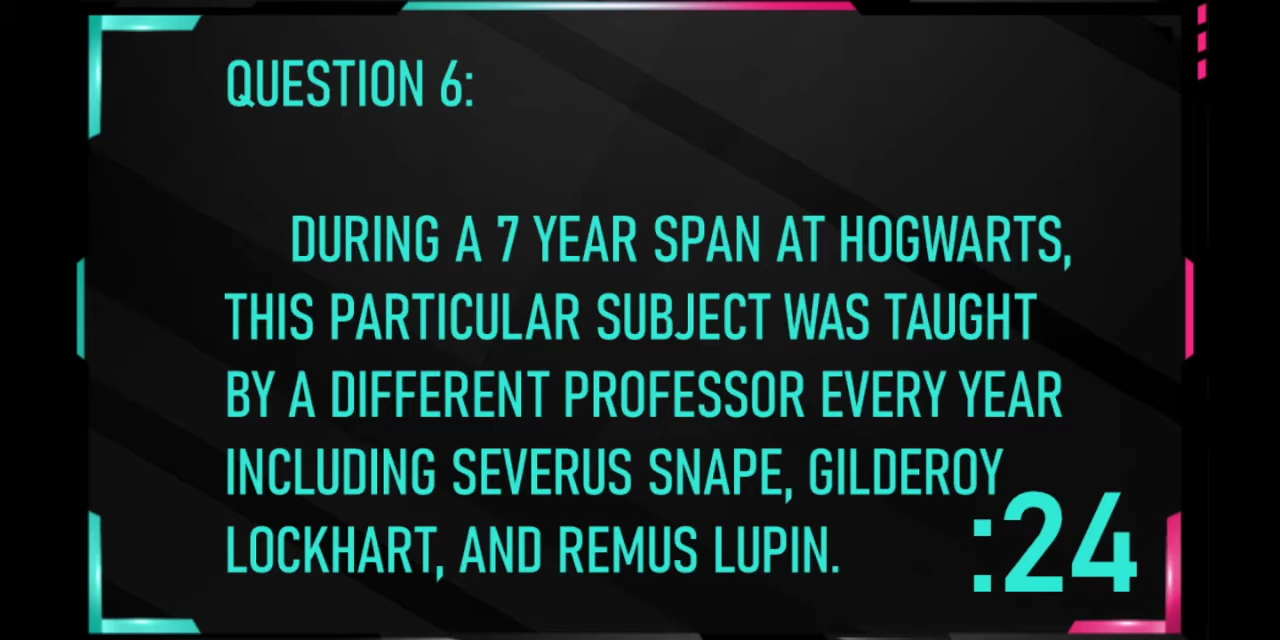 QUESTION 6:
DURING A 7 YEAR SPAN AT HOGWARTS,
THIS PARTICULAR SUBJECT WAS TAUGHT
BY A DIFFERENT PROFESSOR EVERY YEAR
INCLUDING SEVERUS SNAPE, GILDEROY
LOCKHART, AND REMUS LUPIN.
:24